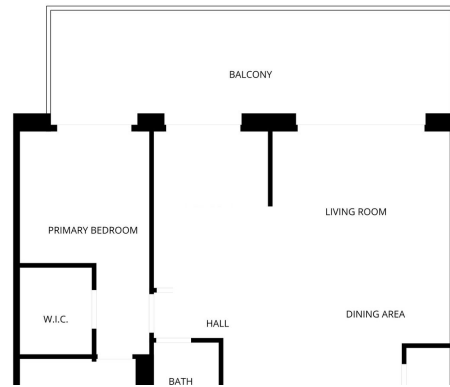 BALCONY
LIVING ROOM
PRIMARY BEDROOM
DINING AREA
W.I.C.
HALL
BATH